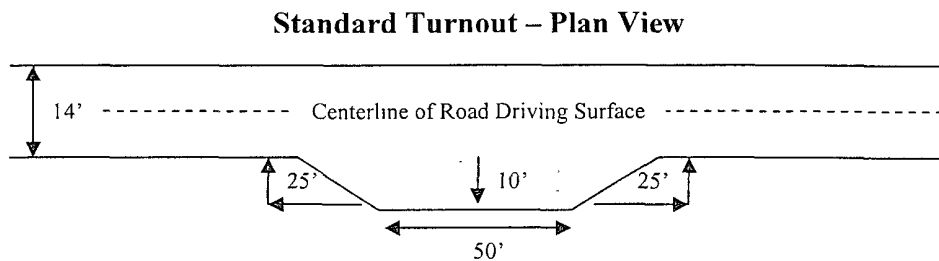 Standard Turnout – Plan View
14'
Centerline of Road Driving Surface
25'
10'
25'
50'